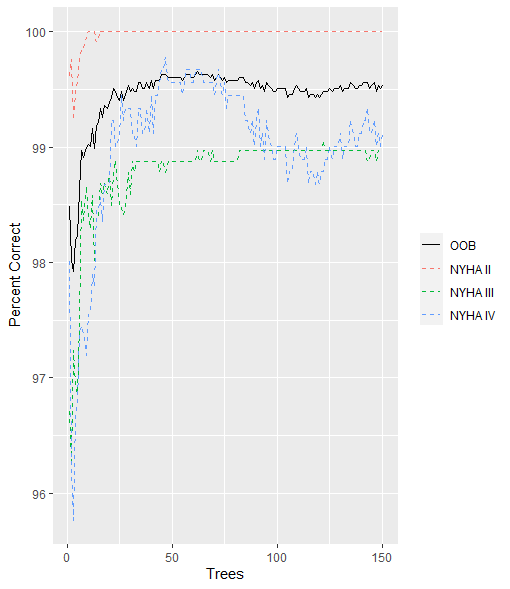 100
99
98
97
96
Percent Correct
0
50
100
150
Trees
OOB
NYHA II
NYHA III
NYHA IV